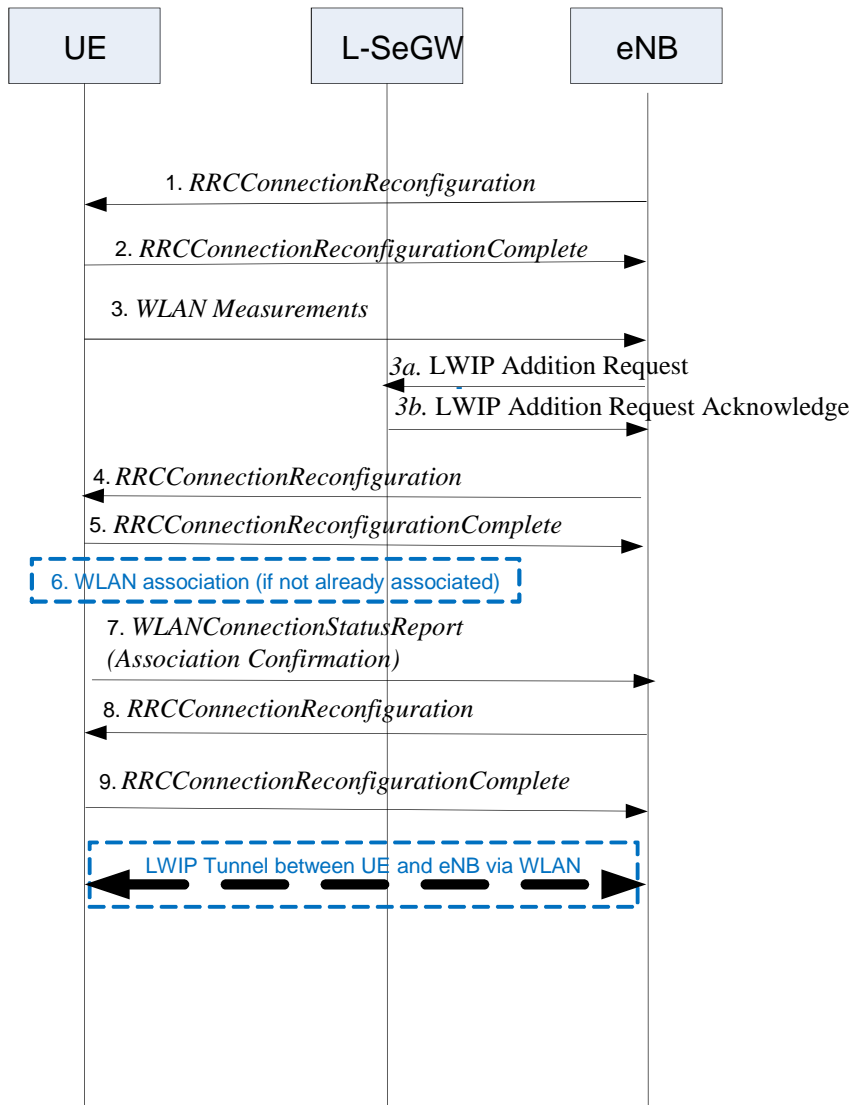 UE
L-SeGW
eNB
1. RRCConnectionReconfiguration
2. RRCConnectionReconfigurationComplete
3. WLAN Measurements
3a. LWIP Addition Request
3b. LWIP Addition Request Acknowledge
4. RRCConnectionReconfiguration
5. RRCConnectionReconfigurationComplete
6. WLAN association (if not already associated)
7. WLANConnectionStatusReport
(Association Confirmation)
8. RRCConnectionReconfiguration
9. RRCConnectionReconfigurationComplete
LWIP Tunnel between UE and eNB via WLAN